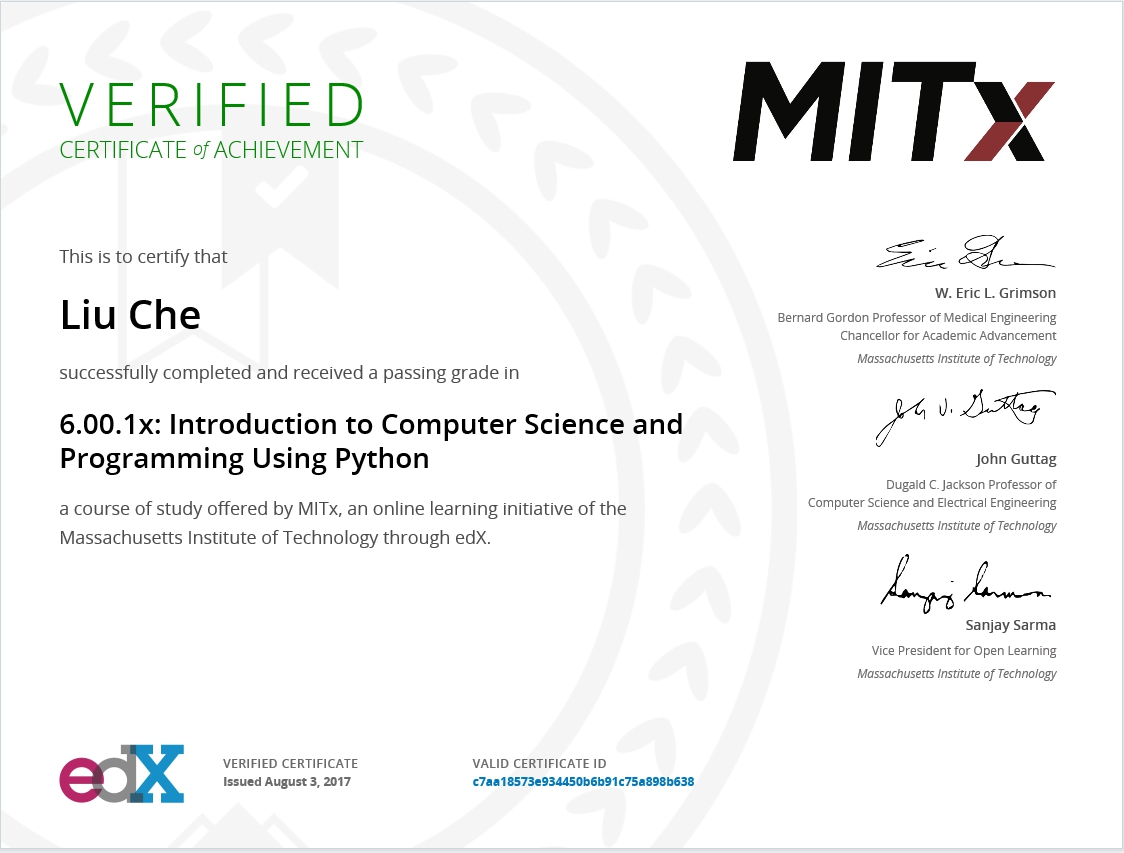 VERIFIED
CERTIFICATE of ACHIEVEMENT
MITx
This is to certify that
Liu Che
successfully completed and received a passing grade in
6.00.1x: Introduction to Computer Science and
Programming Using Python
a course of study offered by MITx, an online learning initiative of the
Massachusetts Institute of Technology through edX.
W. Eric L. Grimson
Bernard Gordon Professor of Medical Engineering
Chancellor for Academic Advancement
Massachusetts Institute of Technology
John V. Guttag
John Guttag
Dugald C. Jackson Professor of
Computer Science and Electrical Engineering
Massachusetts Institute of Technology
Sanjay Sarma
Sanjay Sarma
Vice President for Open Learning
Massachusetts Institute of Technology
edX
VERIFIED CERTIFICATE
Issued August 3, 2017
VALID CERTIFICATE ID
c7aa18573e934450b6b91c75a898b638